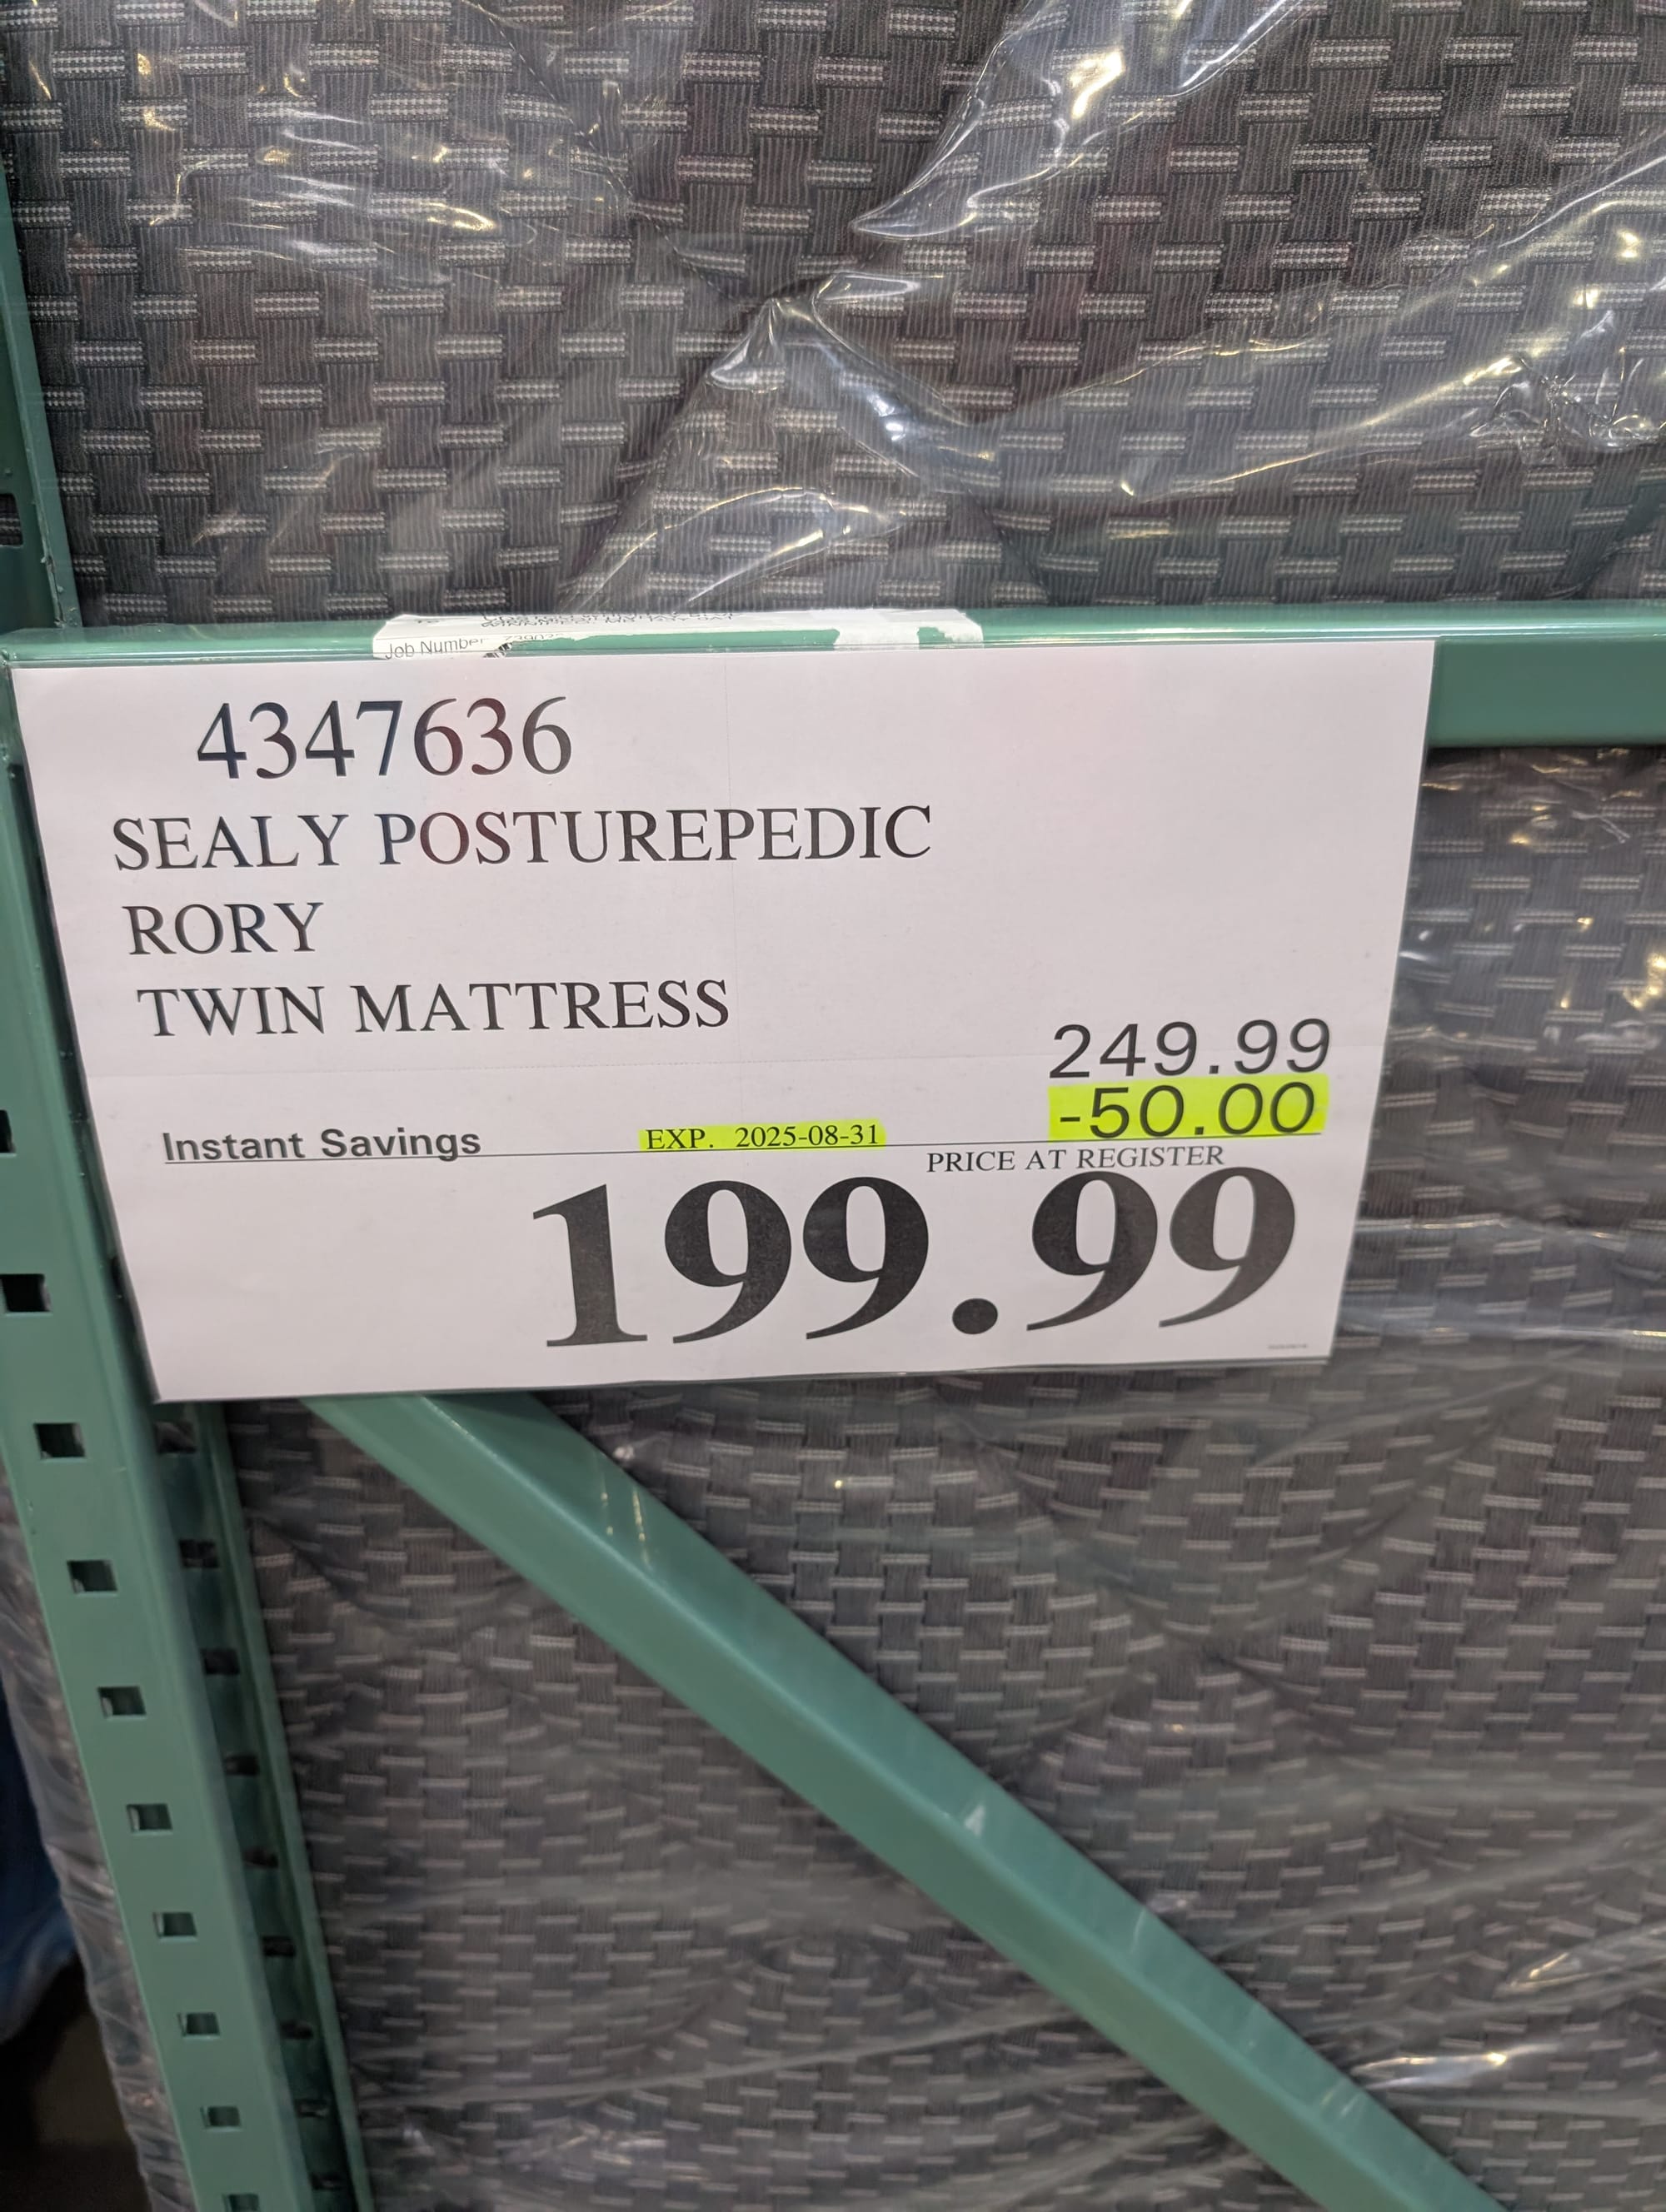 Job Number
4347636
SEALY POSTUREPEDIC
RORY
TWIN MATTRESS
249.99
-50.00
Instant Savings EXP. 2025-08-31
PRICE AT REGISTER
199.99